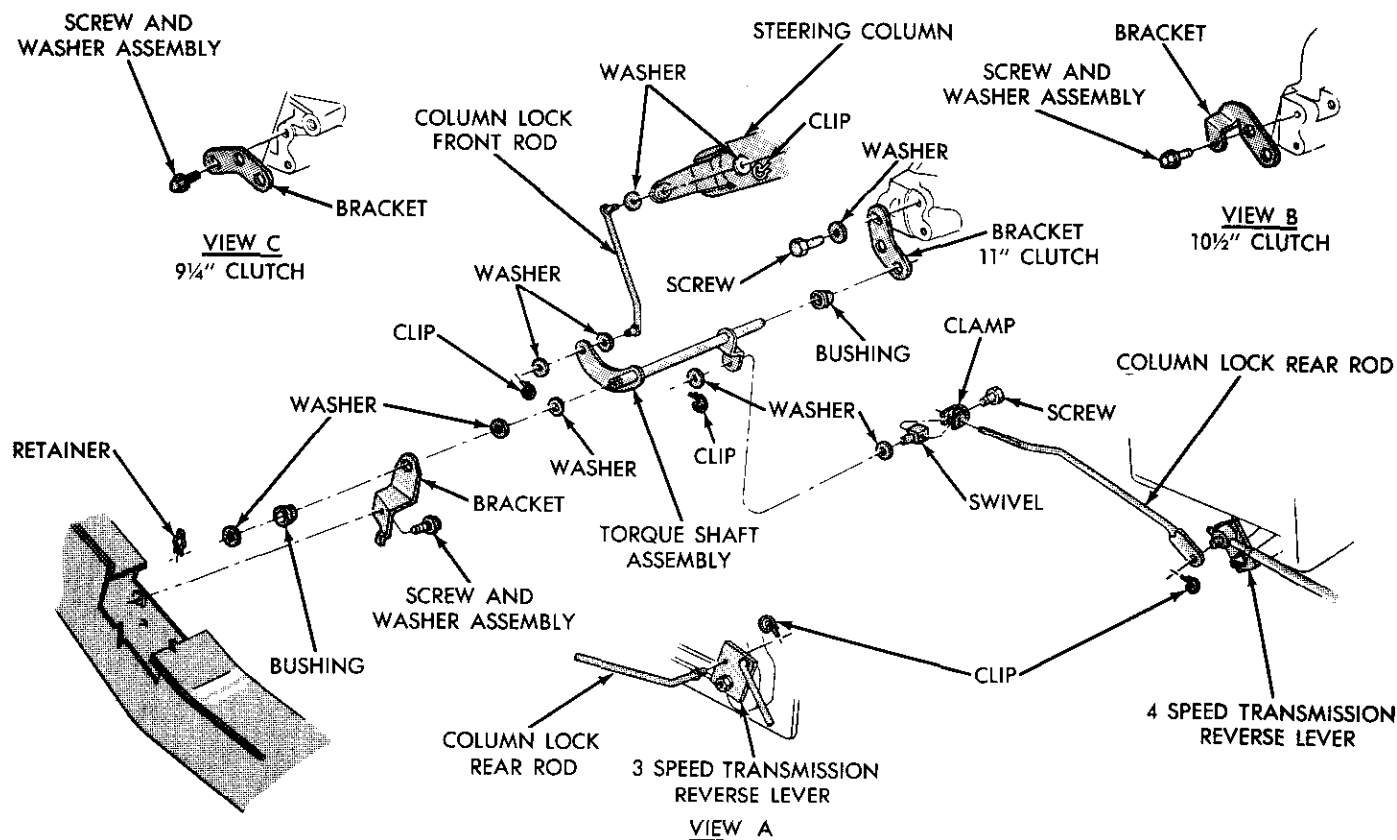 SCREW AND
WASHER ASSEMBLY
BRACKET
VIEW C
9¼" CLUTCH
COLUMN LOCK
FRONT ROD
WASHER
STEERING COLUMN
CLIP
WASHER
SCREW
BRACKET
11" CLUTCH
BRACKET
SCREW AND
WASHER ASSEMBLY
VIEW B
10½" CLUTCH
WASHER
CLIP
BUSHING
CLAMP
COLUMN LOCK REAR ROD
SCREW
WASHER
RETAINER
WASHER
CLIP
WASHER
SWIVEL
BRACKET
TORQUE SHAFT
ASSEMBLY
SCREW AND
WASHER ASSEMBLY
BUSHING
CLIP
COLUMN LOCK
REAR ROD
3 SPEED TRANSMISSION
REVERSE LEVER
VIEW A
4 SPEED TRANSMISSION
REVERSE LEVER